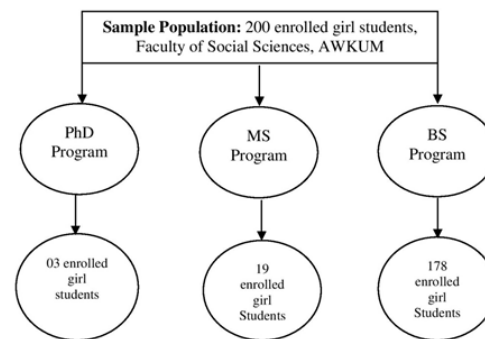 Sample Population: 200 enrolled girl students,
Faculty of Social Sciences, AWKUM
PhD
Program
MS
Program
BS
Program
03 enrolled
girl
students
19
enrolled
girl
Students
178
enrolled
girl
Students